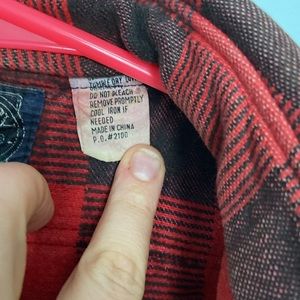 TUMBLE DRY LOW
DO NOT BLEACH
REMOVE PROMPTLY
COOL IRON IF
NEEDED
MADE IN CHINA
P.O.#2100